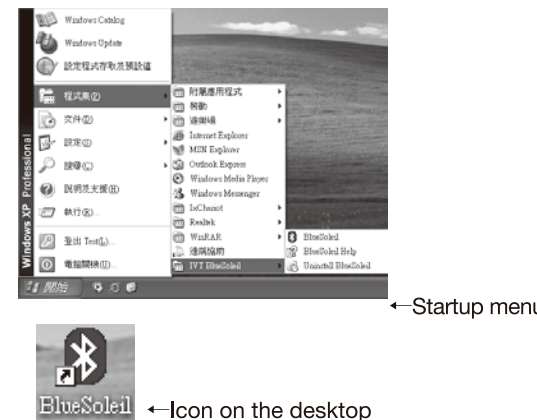 Windows Catalog
Windows Update
設定程式存取及預設值
程式集(P)
文件(D)
設定(S)
搜尋(C)
說明及支援(H)
執行(R)...
登出 Test(L)...
電腦關機(U)...
Windows XP Professional
開始
附屬應用程式
啟動
遊樂場
Internet Explorer
MSN Explorer
Outlook Express
Windows Media Player
Windows Messenger
Realtek
WinRAR
遠端協助
IVT BlueSoleil
BlueSoleil
BlueSoleil Help
Uninstall BlueSoleil
←Startup menu
BlueSoleil
←Icon on the desktop